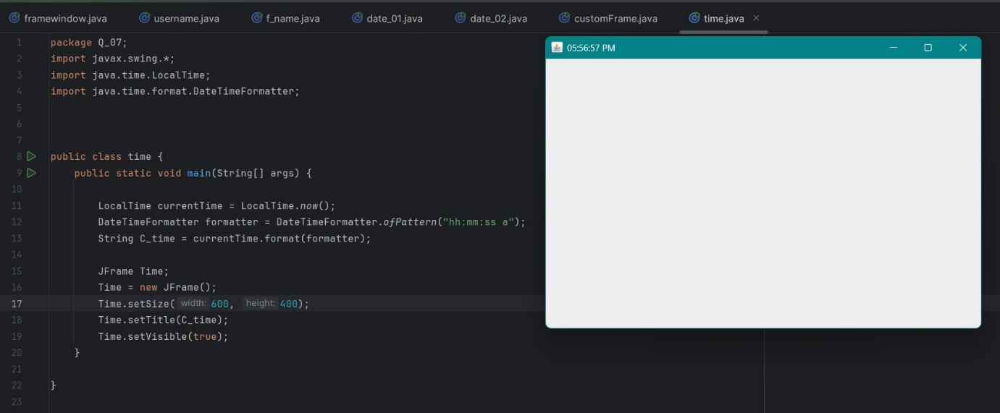 framewindow.java username.java f_name.java date_01.java date_02.java customFrame.java time.java
05:56:57 PM
1 package Q_07;
2 import javax.swing.*;
3 import java.time.LocalTime;
4 import java.time.format.DateTimeFormatter;
5
6
7
8 public class time {
9     public static void main(String[] args) {
10
11         LocalTime currentTime = LocalTime.now();
12         DateTimeFormatter formatter = DateTimeFormatter.ofPattern("hh:mm:ss a");
13         String C_time = currentTime.format(formatter);
14
15         JFrame Time;
16         Time = new JFrame();
17         Time.setSize( width: 600, height: 400);
18         Time.setTitle(C_time);
19         Time.setVisible(true);
20     }
21
22 }
23